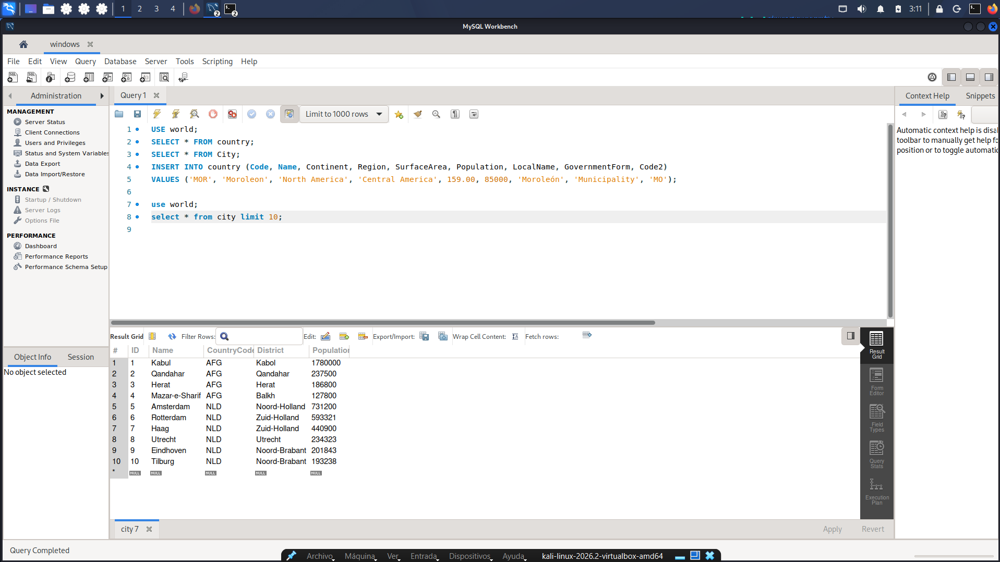 1 2 3 4 2 2 3:11
MySQL Workbench
windows
File Edit View Query Database Server Tools Scripting Help
Administration
Query 1
Context Help Snippets
MANAGEMENT
Server Status
Client Connections
Users and Privileges
Status and System Variables
Data Export
Data Import/Restore
INSTANCE
Startup / Shutdown
Server Logs
Options File
PERFORMANCE
Dashboard
Performance Reports
Performance Schema Setup
Limit to 1000 rows
1 USE world;
2 SELECT * FROM country;
3 SELECT * FROM City;
4 INSERT INTO country (Code, Name, Continent, Region, SurfaceArea, Population, LocalName, GovernmentForm, Code2)
5 VALUES ('MOR', 'Moroleon', 'North America', 'Central America', 159.00, 85000, 'Moroleón', 'Municipality', 'MO');
6
7 use world;
8 select * from city limit 10;
9
Automatic context help is disa
toolbar to manually get help fo
position or to toggle automatic
Object Info Session
No object selected
Result Grid Filter Rows: Edit: Export/Import: Wrap Cell Content: Fetch rows:
# ID Name CountryCode District Population
1 1 Kabul AFG Kabol 1780000
2 2 Qandahar AFG Qandahar 237500
3 3 Herat AFG Herat 186800
4 4 Mazar-e-Sharif AFG Balkh 127800
5 5 Amsterdam NLD Noord-Holland 731200
6 6 Rotterdam NLD Zuid-Holland 593321
7 7 Haag NLD Zuid-Holland 440900
8 8 Utrecht NLD Utrecht 234323
9 9 Eindhoven NLD Noord-Brabant 201843
10 10 Tilburg NLD Noord-Brabant 193238
* NULL NULL NULL NULL NULL
Result
Grid
Form
Editor
Field
Types
Query
Stats
Execution
Plan
city 7
Apply Revert
Query Completed
Archivo Máquina Ver Entrada Dispositivos Ayuda kali-linux-2026.2-virtualbox-amd64